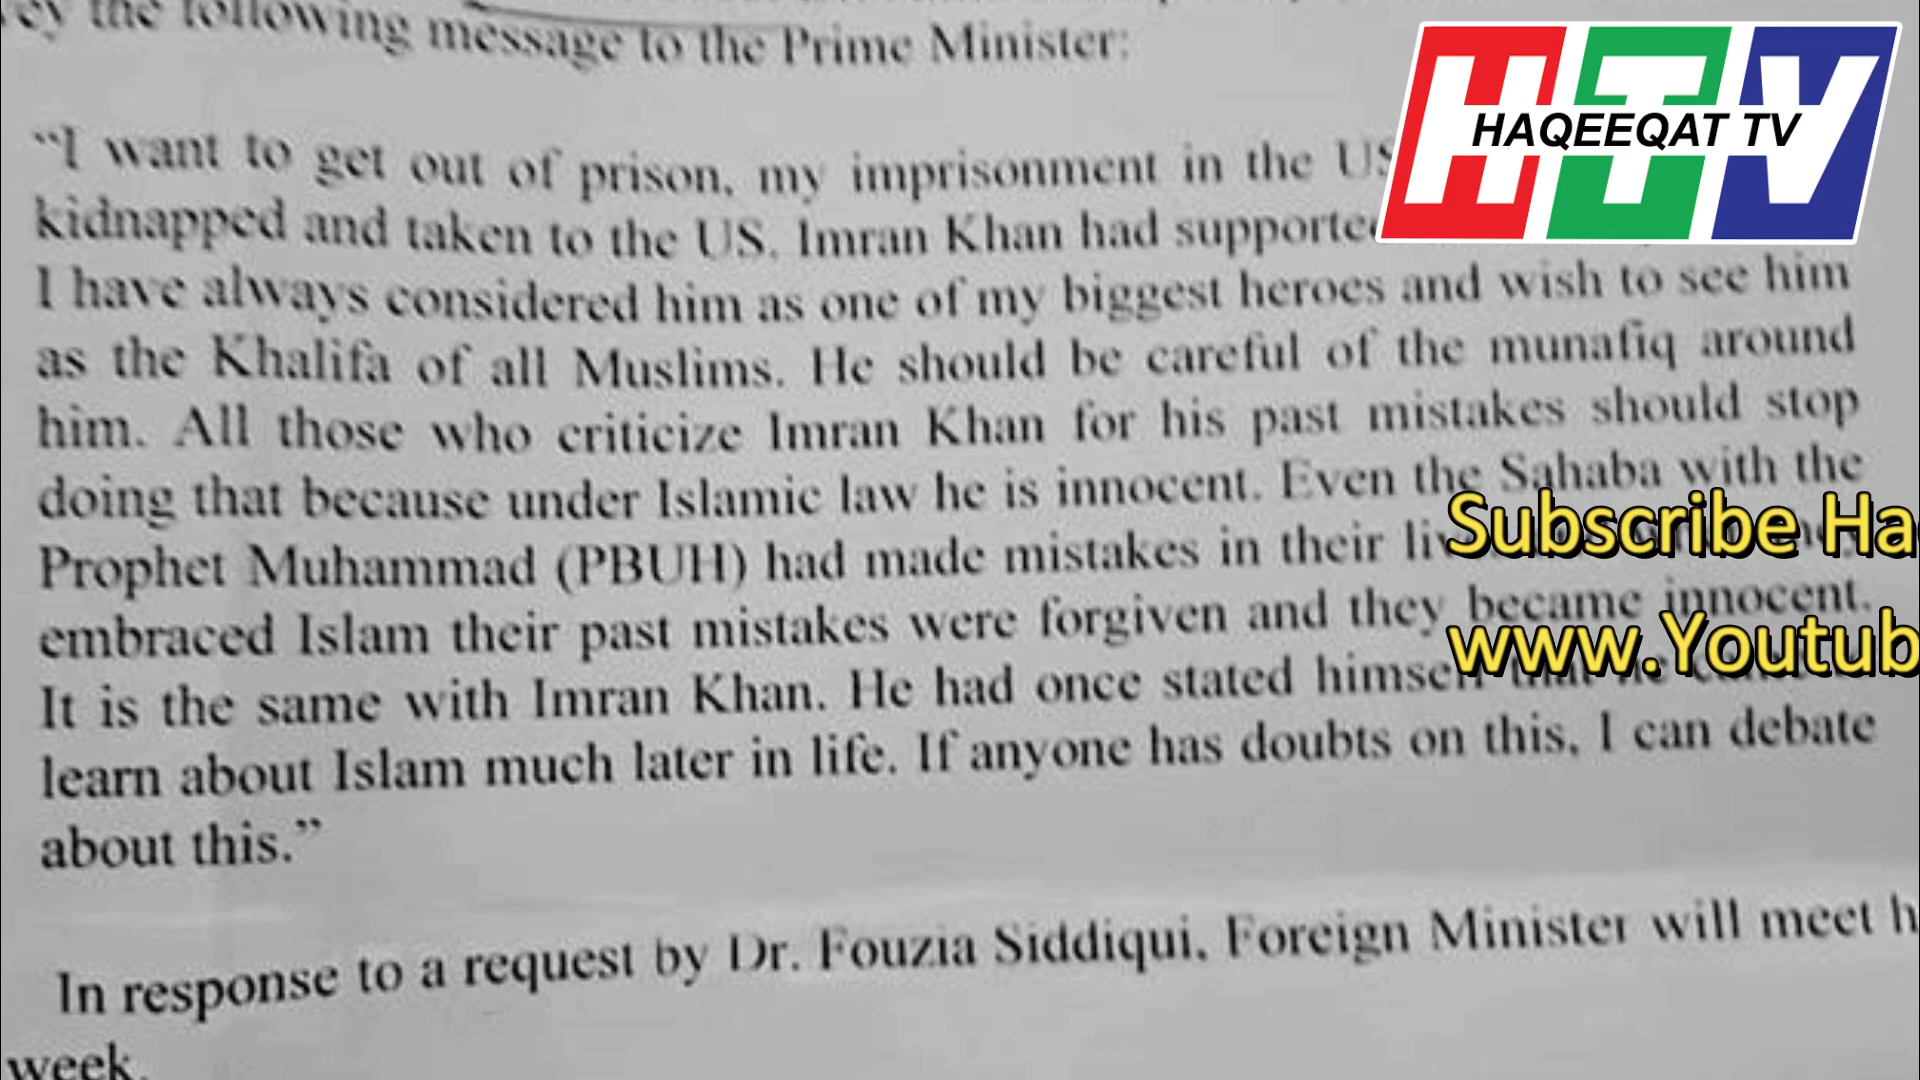 the following message to the Prime Minister:
HTV
HAQEEQAT TV
“I want to get out of prison, my imprisonment in the US
kidnapped and taken to the US. Imran Khan had supported
I have always considered him as one of my biggest heroes and wish to see him
as the Khalifa of all Muslims. He should be careful of the munafiq around
him. All those who criticize Imran Khan for his past mistakes should stop
doing that because under Islamic law he is innocent. Even the Sahaba with the
Prophet Muhammad (PBUH) had made mistakes in their
Subscribe Ha
embraced Islam their past mistakes were forgiven and they became innocent.
www.Youtub
It is the same with Imran Khan. He had once stated himself that he
learn about Islam much later in life. If anyone has doubts on this, I can debate
about this.”
In response to a request by Dr. Fouzia Siddiqui, Foreign Minister will meet h
week.